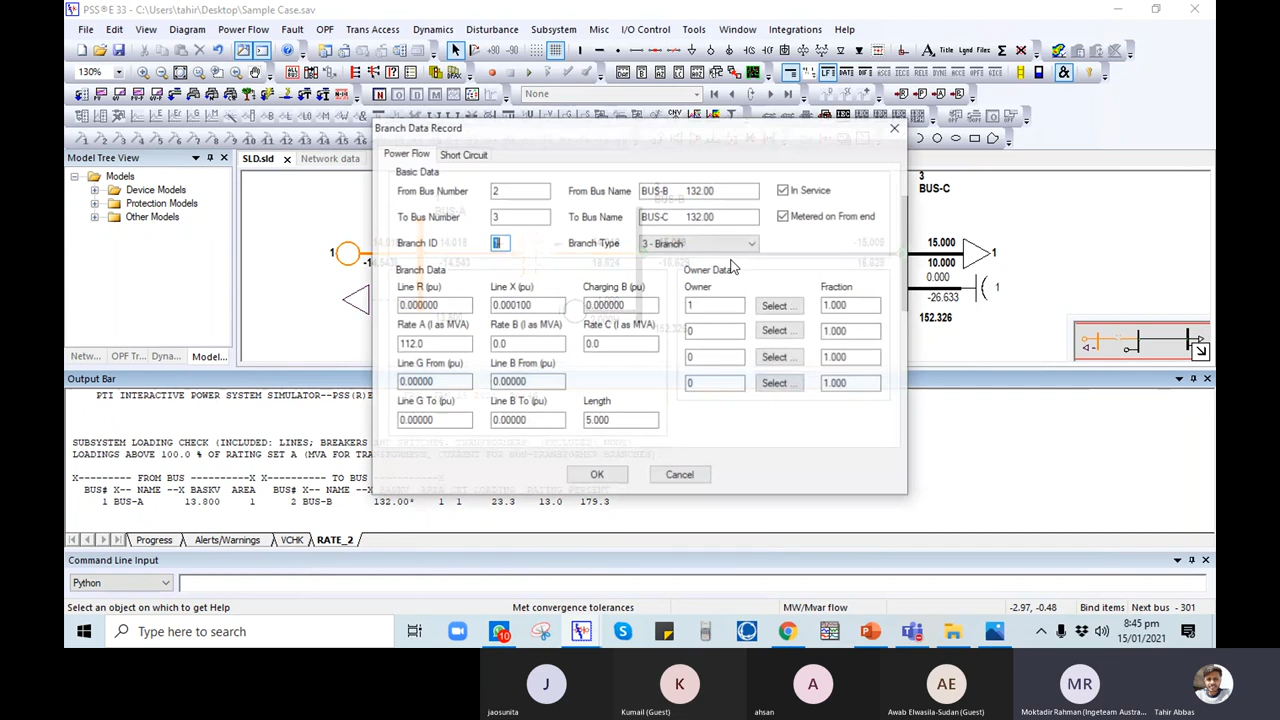 PSS®E 33 - C:\Users\tahir\Desktop\Sample Case.sav
File Edit View Diagram Power Flow Fault OPF Trans Access Dynamics Disturbance Subsystem Misc I/O Control Tools Window Integrations Help
130%
None
Model Tree View
SLD.sld Network data
Models
Device Models
Protection Models
Other Models
Netw... OPF Tr... Dyna... Model...
Branch Data Record
Power Flow Short Circuit
Basic Data
From Bus Number 2 From Bus Name BUS-B 132.00 In Service
To Bus Number 3 To Bus Name BUS-C 132.00 Metered on From end
Branch ID Branch Type 3 - Branch
Branch Data
Line R (pu) Line X (pu) Charging B (pu)
0.000000 0.000100 0.000000
Rate A (I as MVA) Rate B (I as MVA) Rate C (I as MVA)
112.0 0.0 0.0
Line G From (pu) Line B From (pu)
0.00000 0.00000
Line G To (pu) Line B To (pu) Length
0.00000 0.00000 5.000
Owner Data
Owner Fraction
1 Select ... 1.000
0 Select ... 1.000
0 Select ... 1.000
0 Select ... 1.000
OK Cancel
3
BUS-C
1
15.000
10.000
1
0.000
-26.633
1
152.326
Output Bar
PTI INTERACTIVE POWER SYSTEM SIMULATOR--PSS(R)
SUBSYSTEM LOADING CHECK (INCLUDED: LINES; BREAKERS
LOADINGS ABOVE 100.0 % OF RATING SET A (MVA FOR
X--------- FROM BUS ----------X X--------- TO BUS
BUS# X-- NAME --X BASKV AREA BUS# X-- NAME
1 BUS-A 13.800 1 2 BUS-B 132.00* 1 1 23.3 13.0 179.3
Progress Alerts/Warnings VCHK RATE_2
Command Line Input
Python
Select an object on which to get Help Met convergence tolerances MW/Mvar flow -2.97, -0.48 Bind items Next bus - 301
Type here to search
10
8:45 pm
15/01/2021
J K A AE MR
jaosunita Kumail (Guest) ahsan Awab Elwasila-Sudan (Guest) Moktadir Rahman (Ingeteam Austra... Tahir Abbas